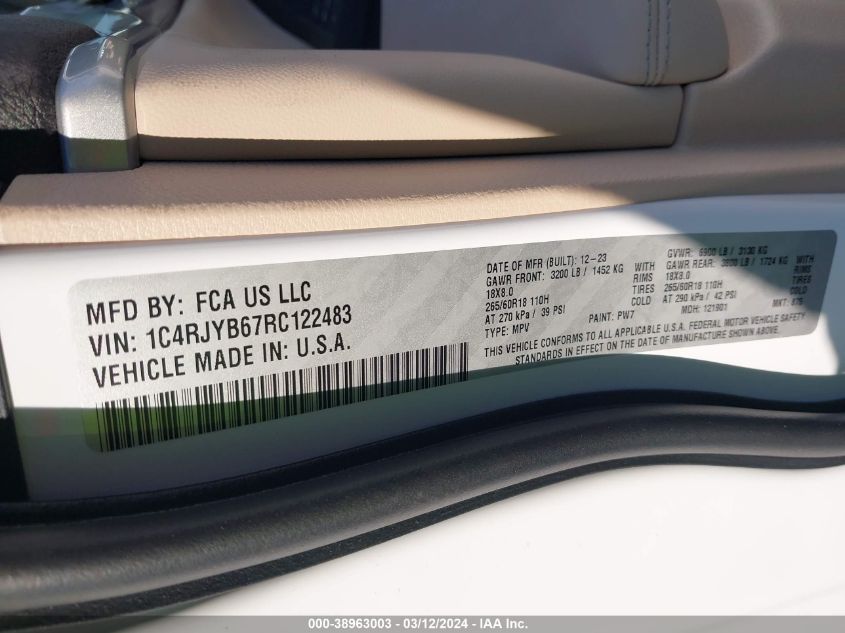 MFD BY: FCA US LLC
VIN: 1C4RJYB67RC122483
VEHICLE MADE IN: U.S.A.
DATE OF MFR (BUILT): 12-23
GAWR FRONT: 3200 LB / 1452 KG WITH
18X8.0 RIMS
265/60R18 110H TIRES
AT 270 kPa / 39 PSI COLD
TYPE: MPV PAINT: PW7
GVWR: 6900 LB / 3130 KG
GAWR REAR: 3800 LB / 1724 KG WITH
18X8.0 RIMS
265/60R18 110H TIRES
AT 290 kPa / 42 PSI COLD
MDH: 121901 MKT:
THIS VEHICLE CONFORMS TO ALL APPLICABLE U.S.A. FEDERAL MOTOR VEHICLE SAFETY
STANDARDS IN EFFECT ON THE DATE OF MANUFACTURE SHOWN ABOVE.
000-38963003 - 03/12/2024 - IAA Inc.